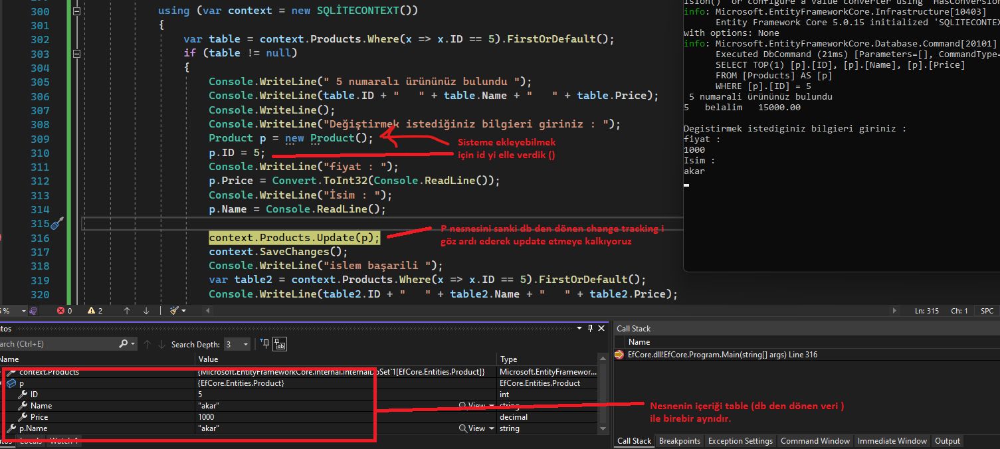 300 using (var context = new SQLİTECONTEXT())
301 {
302 var table = context.Products.Where(x => x.ID == 5).FirstOrDefault();
303 if (table != null)
304 {
305 Console.WriteLine(" 5 numaralı ürününüz bulundu ");
306 Console.WriteLine(table.ID + "   " + table.Name + "   " + table.Price);
307 Console.WriteLine();
308 Console.WriteLine("Değiştirmek istediğiniz bilgieri giriniz : ");
309 Product p = new Product();
310 p.ID = 5;
311 Console.WriteLine("fiyat : ");
312 p.Price = Convert.ToInt32(Console.ReadLine());
313 Console.WriteLine("İsim : ");
314 p.Name = Console.ReadLine();
315
316 context.Products.Update(p);
317 context.SaveChanges();
318 Console.WriteLine("islem başarili ");
319 var table2 = context.Products.Where(x => x.ID == 5).FirstOrDefault();
320 Console.WriteLine(table2.ID + "   " + table2.Name + "   " + table2.Price);
Sisteme ekleyebilmek
için id yi elle verdik ()
P nesnesini sanki db den dönen change tracking i
göz ardı ederek update etmeye kalkıyoruz
or configure a value converter using 'HasConversion
info: Microsoft.EntityFrameworkCore.Infrastructure[10403]
Entity Framework Core 5.0.15 initialized 'SQLITECONTEX
with options: None
info: Microsoft.EntityFrameworkCore.Database.Command[20101]
Executed DbCommand (21ms) [Parameters=[], CommandType=
SELECT TOP(1) [p].[ID], [p].[Name], [p].[Price]
FROM [Products] AS [p]
WHERE [p].[ID] = 5
5 numarali ürününüz bulundu
5   belalim   15000.00
Degistirmek istediginiz bilgieri giriniz :
fiyat :
1000
Isim :
akar
0 2 Ln: 315 Ch: 1 SPC
Search Depth: 3
Value Type
context.Products {Microsoft.EntityFrameworkCore.Internal.InternalDbSet`1[EfCore.Entities.Product]} Microsoft.EntityFramewor...
p {EfCore.Entities.Product} EfCore.Entities.Product
ID 5 int
Name "akar" View string
Price 1000 decimal
p.Name "akar" View string
Locals Watch 1
Call Stack
Name
EfCore.dll!EfCore.Program.Main(string[] args) Line 316
Nesnenin içeriği table (db den dönen veri )
ile birebir aynıdır.
Call Stack Breakpoints Exception Settings Command Window Immediate Window Output